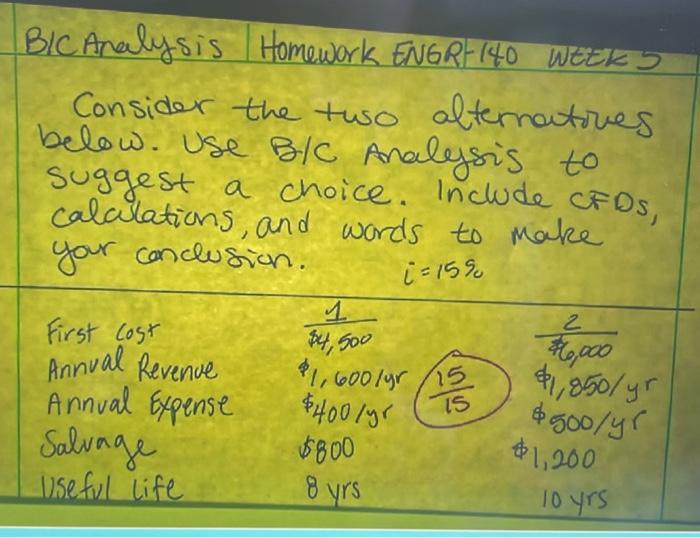 B/C Analysis Homework ENGR-140 WEEK 5
Consider the two alternatives
below. Use B/C Analysis to
suggest a choice. Include CFDs,
calculations, and words to make
your conclusion. i=15%
1 2
First Cost $4,500 $6,000
Annual Revenue $1,600/yr 15/15 $1,850/yr
Annual Expense $400/yr $500/yr
Salvage $800 $1,200
Useful Life 8 yrs 10 yrs